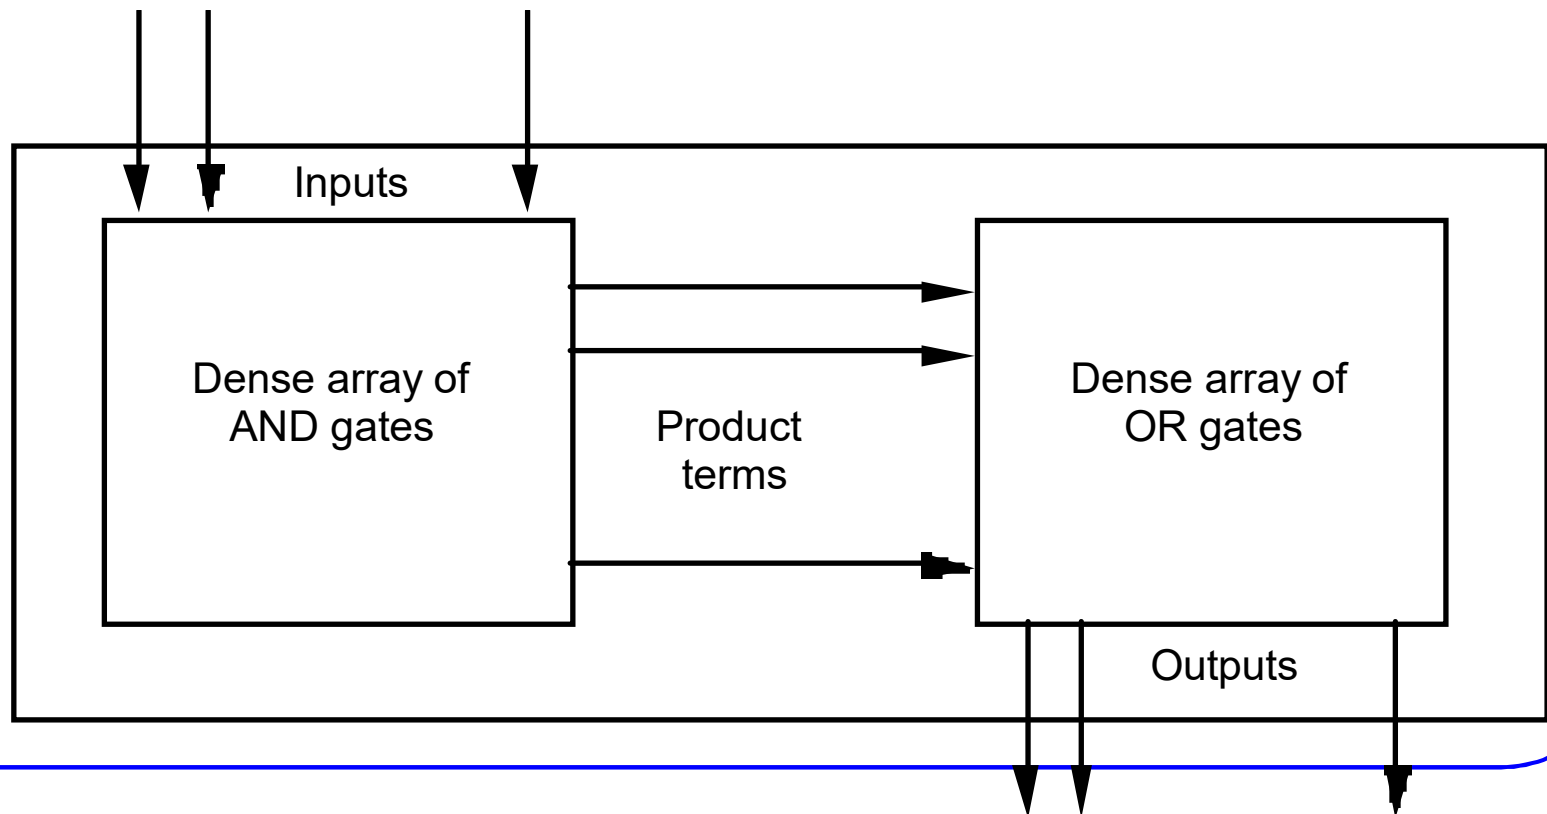 Inputs
Dense array of
AND gates
Product
terms
Dense array of
OR gates
Outputs